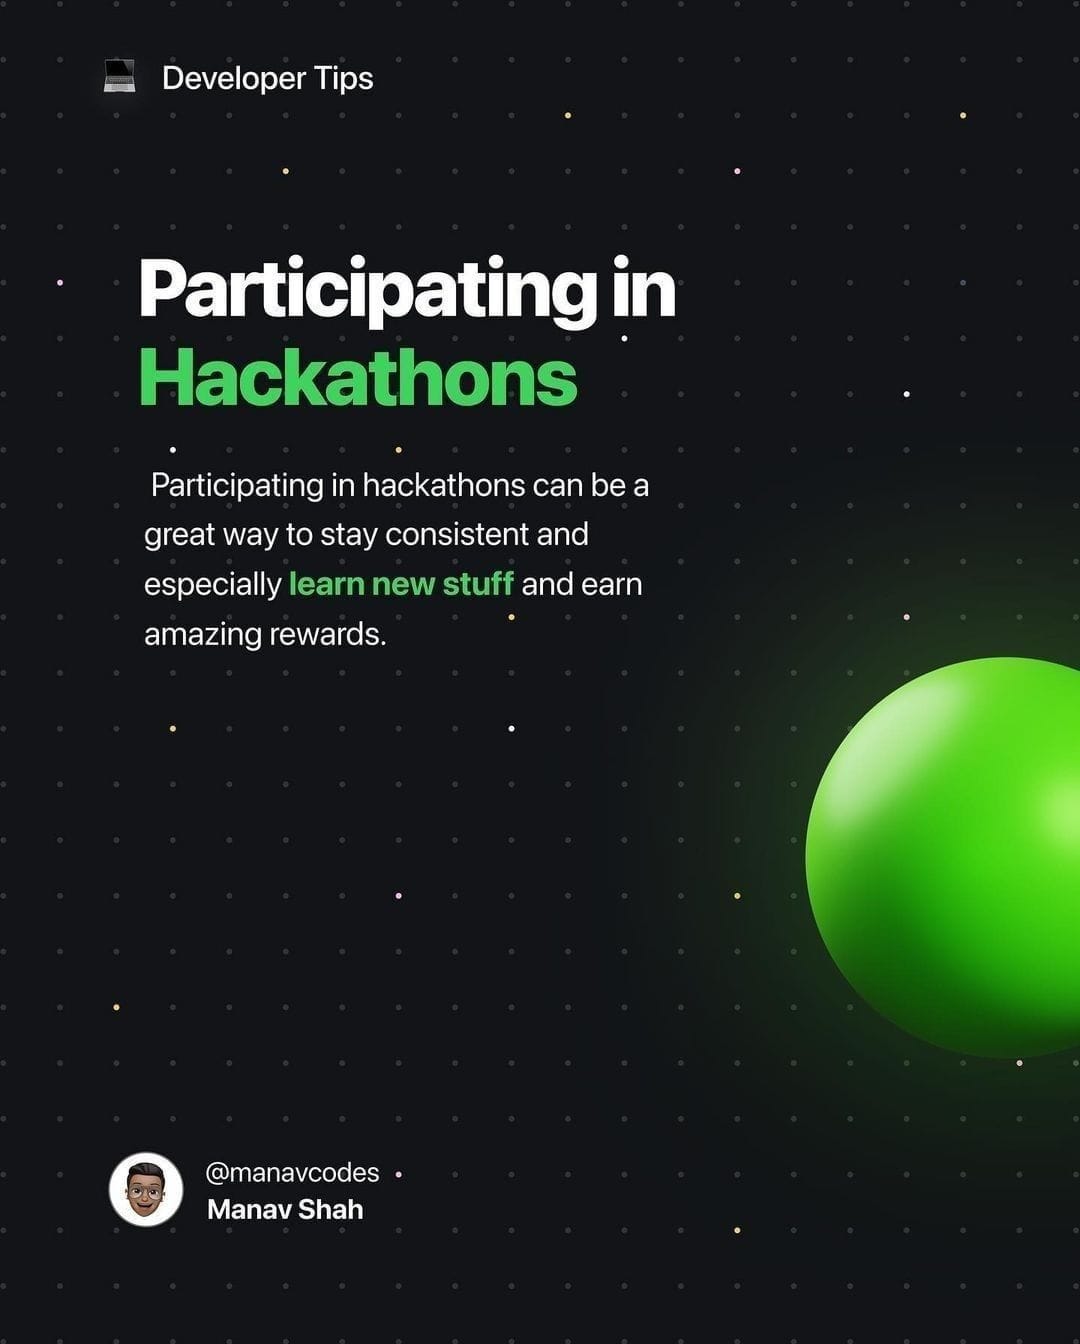 Developer Tips
Participating in
Hackathons
Participating in hackathons can be a
great way to stay consistent and
especially learn new stuff and earn
amazing rewards.
@manavcodes
Manav Shah